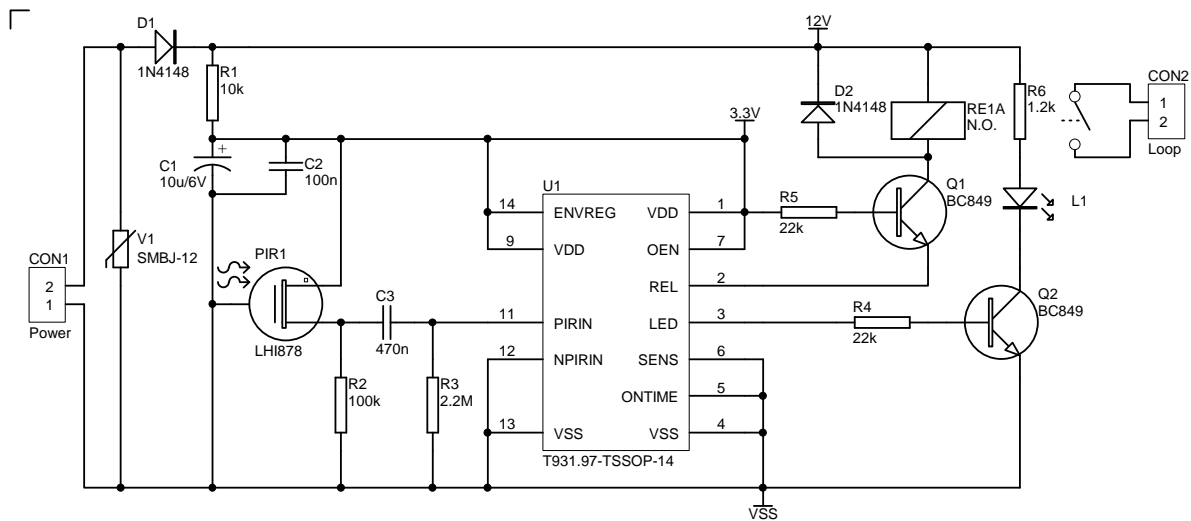 D1
1N4148
12V
CON2
1
2
Loop
R1
10k
D2
1N4148
RE1A
N.O.
R6
1.2k
3.3V
+
C1
10u/6V
C2
100n
U1
Q1
BC849
L1
14 ENVREG VDD 1
R5
22k
9 VDD OEN 7
V1
SMBJ-12
PIR1
CON1
2
1
Power
REL 2
Q2
BC849
C3
470n
11 PIRIN LED 3
R4
22k
LHI878
12 NPIRIN SENS 6
R2
100k
R3
2.2M
ONTIME 5
13 VSS VSS 4
T931.97-TSSOP-14
VSS